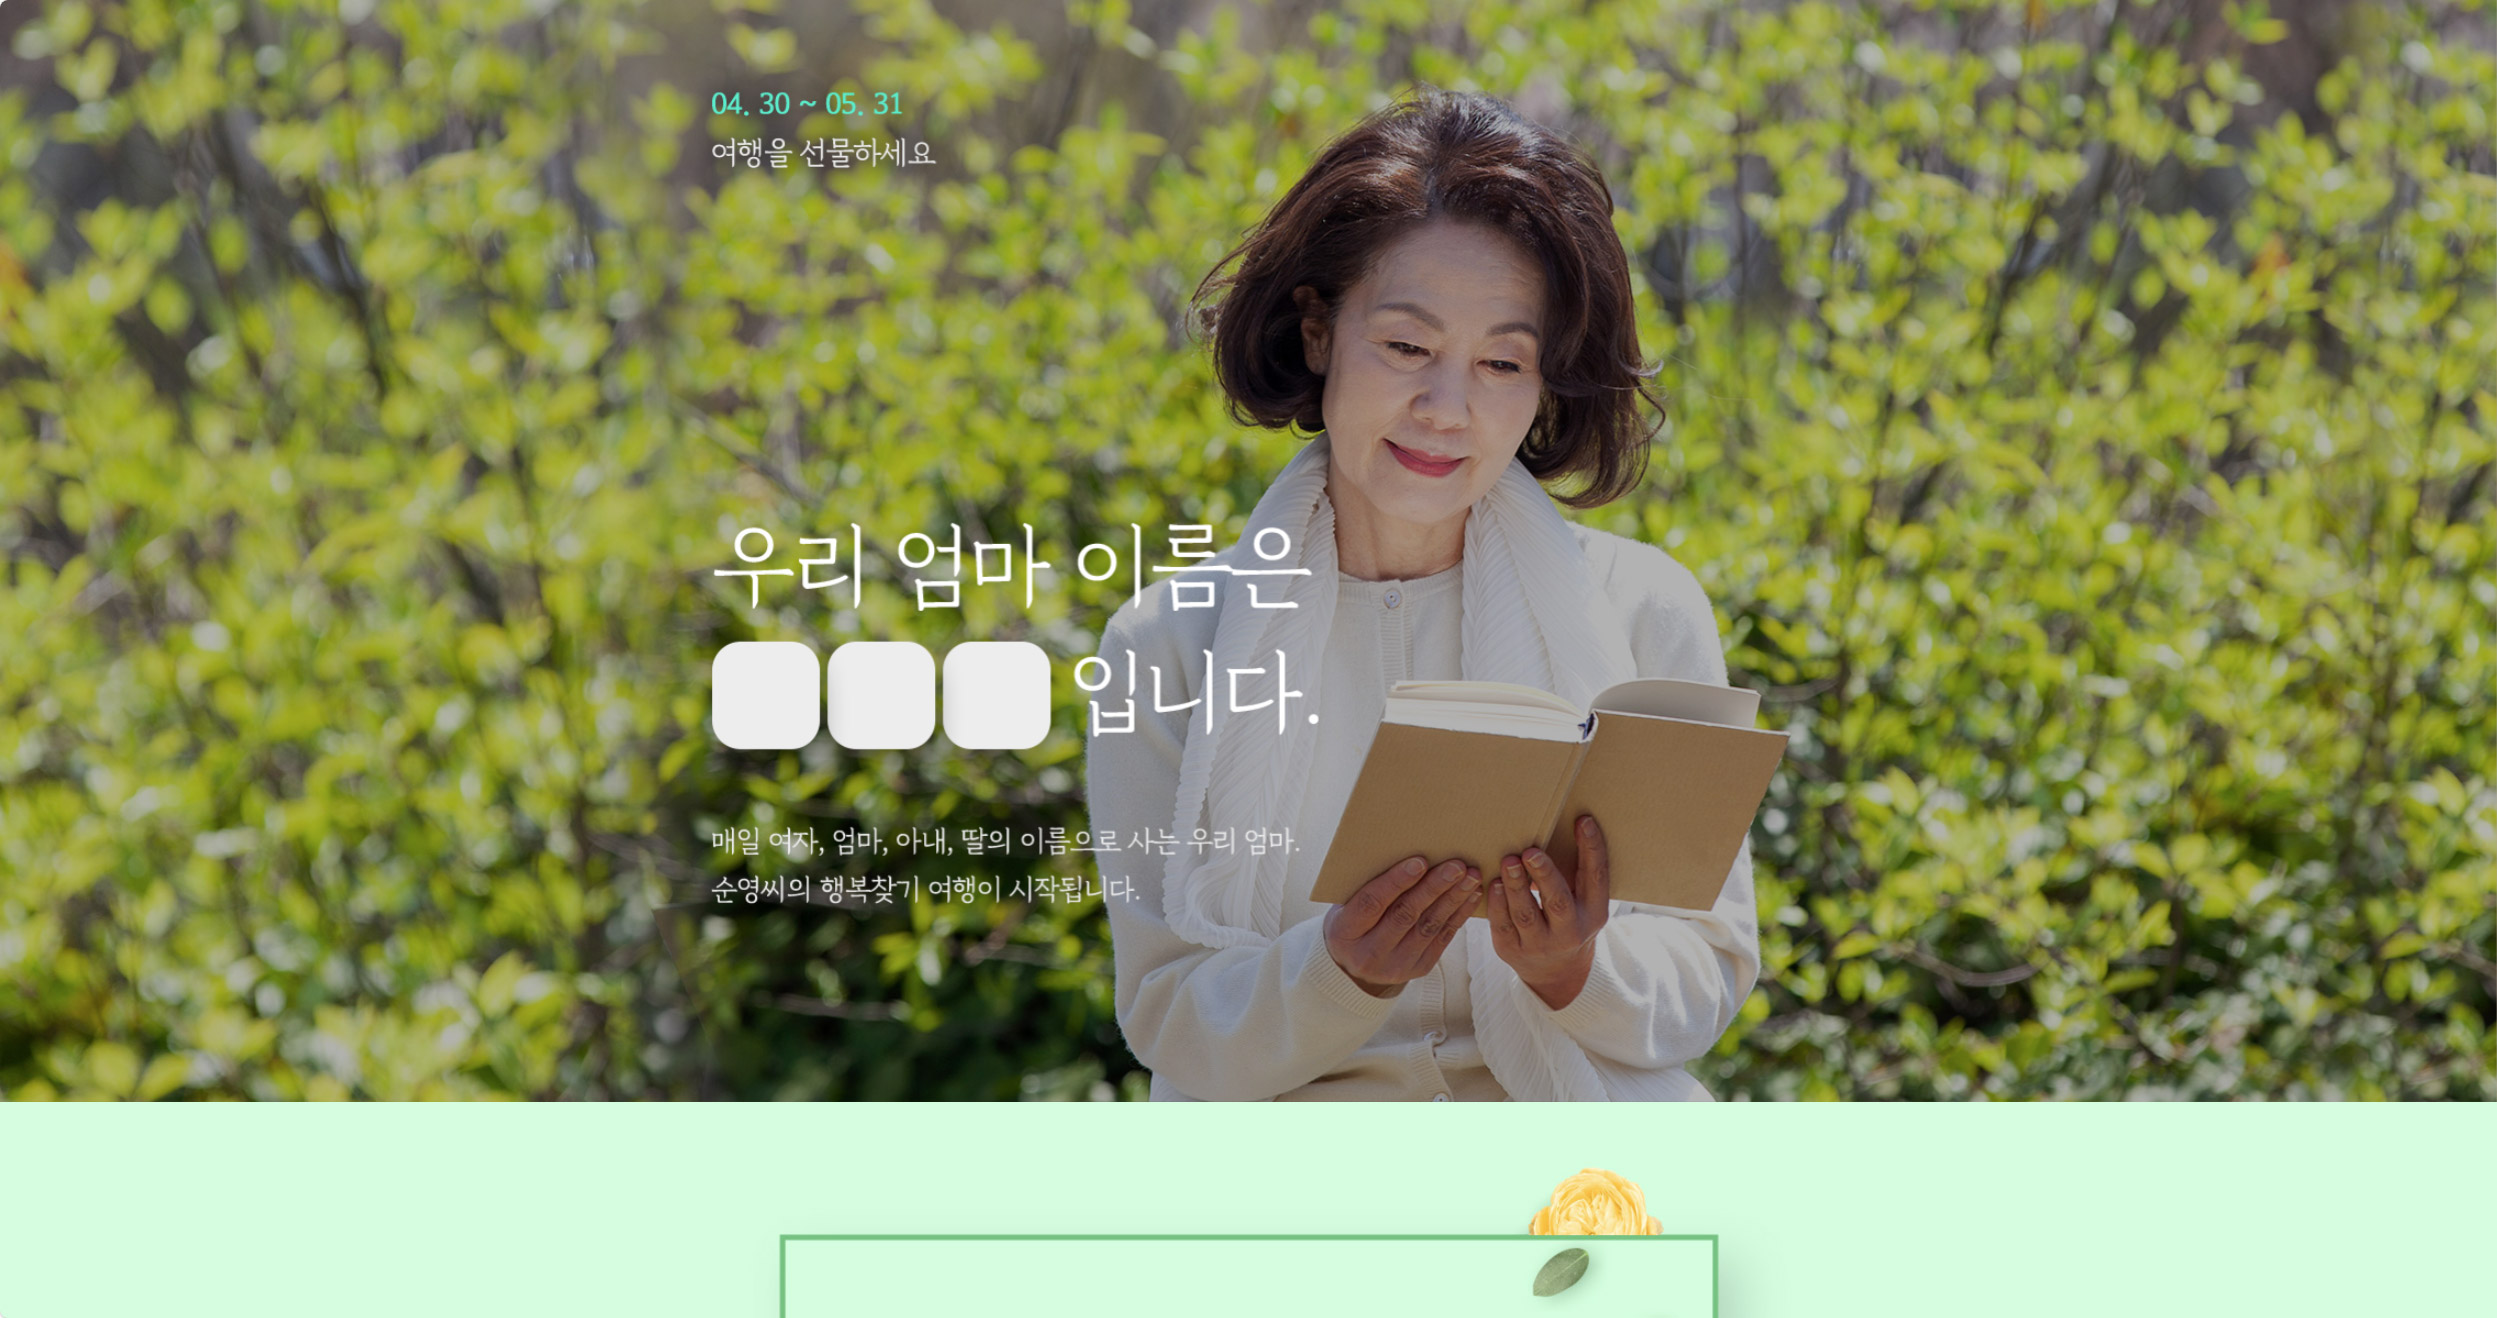 04. 30 ~ 05. 31
여행을 선물하세요
우리 엄마 이름은
입니다.
매일 여자, 엄마, 아내, 딸의 이름으로 사는 우리 엄마.
순영씨의 행복찾기 여행이 시작됩니다.